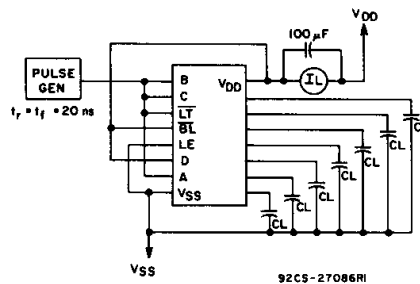 100 μF
VDD
PULSE
GEN
tr = tf = 20 ns
IL
B
C
LT
BL
LE
D
A
VSS
VDD
C
CL
CL
CL
CL
CL
CL
CL
VSS
92CS-27086RI